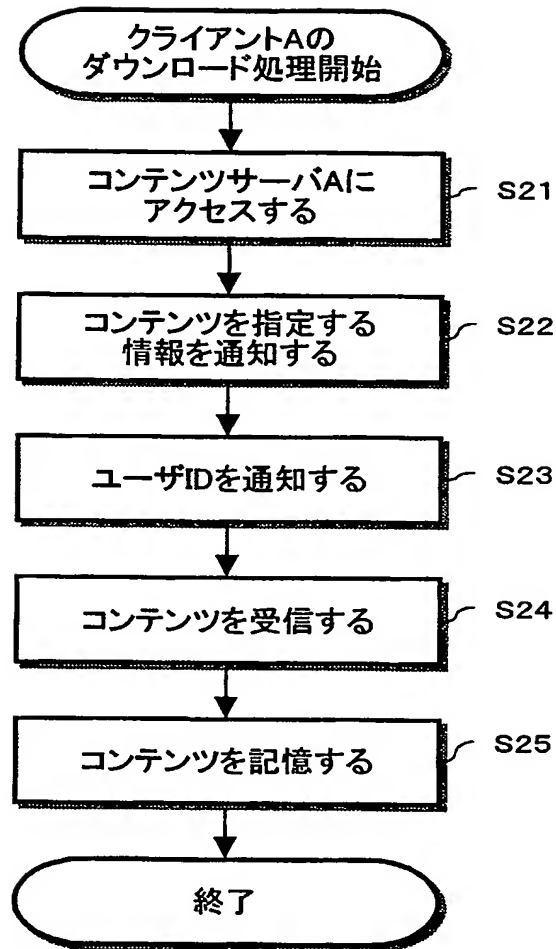 クライアントAの
ダウンロード処理開始
コンテンツサーバAに
アクセスする
S21
コンテンツを指定する
情報を通知する
S22
ユーザIDを通知する
S23
コンテンツを受信する
S24
コンテンツを記憶する
S25
終了